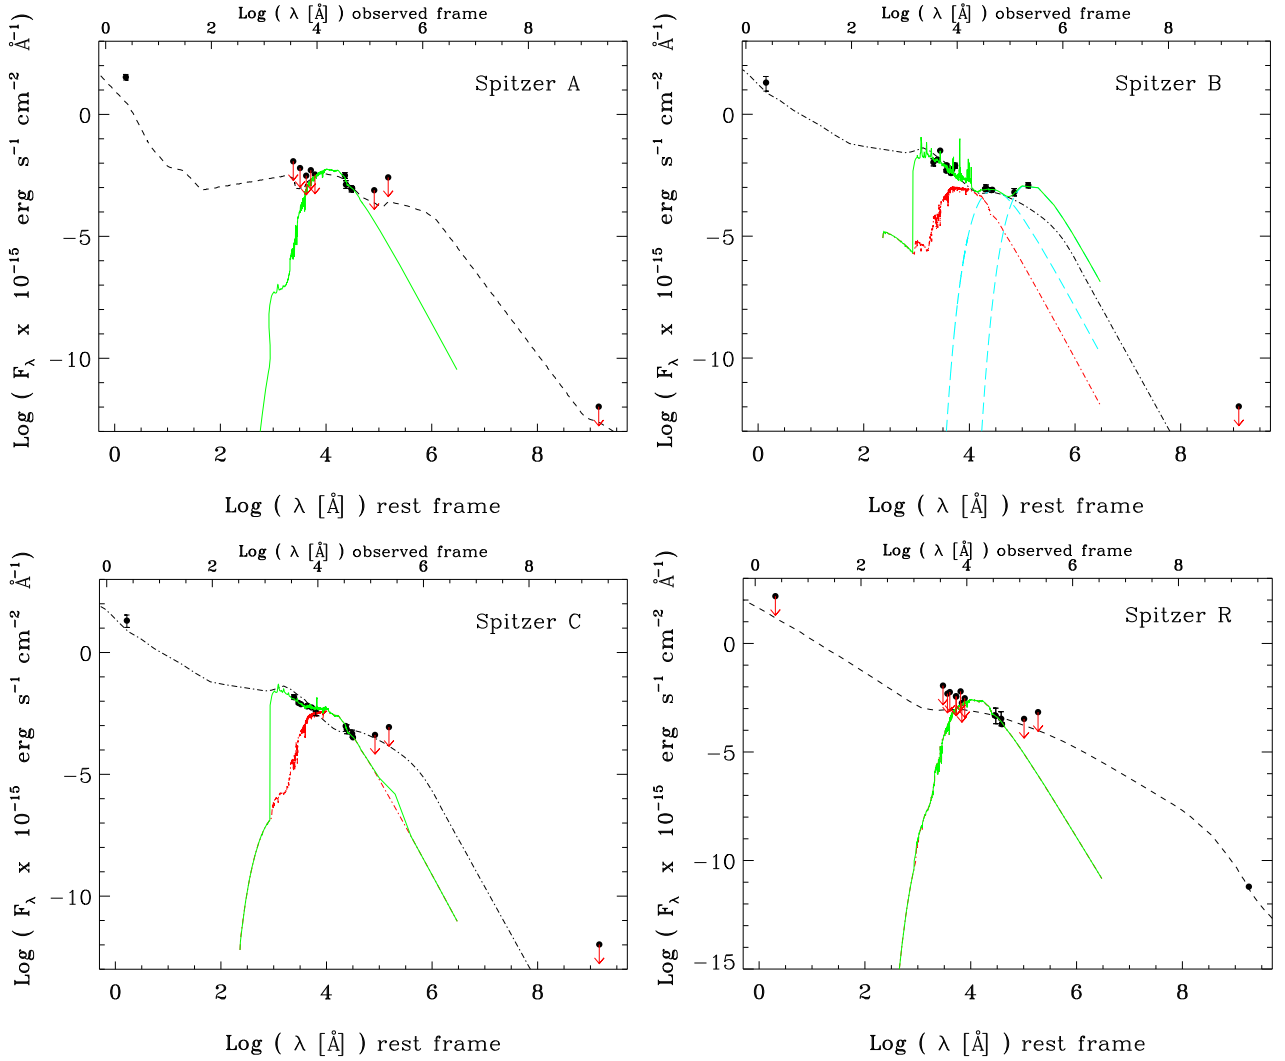 Log ( λ [Å] ) observed frame
0 2 4 6 8
Spitzer A
0
−5
−10
Log ( Fλ x 10−15 erg s−1 cm−2 Å−1)
0 2 4 6 8
Log ( λ [Å] ) rest frame
Log ( λ [Å] ) observed frame
2 4 6 8
Spitzer B
0
−5
−10
Log ( Fλ x 10−15 erg s−1 cm−2 Å−1)
0 2 4 6 8
Log ( λ [Å] ) rest frame
Log ( λ [Å] ) observed frame
0 2 4 6 8
Spitzer C
0
−5
−10
Log ( Fλ x 10−15 erg s−1 cm−2 Å−1)
0 2 4 6 8
Log ( λ [Å] ) rest frame
Log ( λ [Å] ) observed frame
0 2 4 6 8
Spitzer R
0
−5
−10
−15
Log ( Fλ x 10−15 erg s−1 cm−2 Å−1)
0 2 4 6 8
Log ( λ [Å] ) rest frame